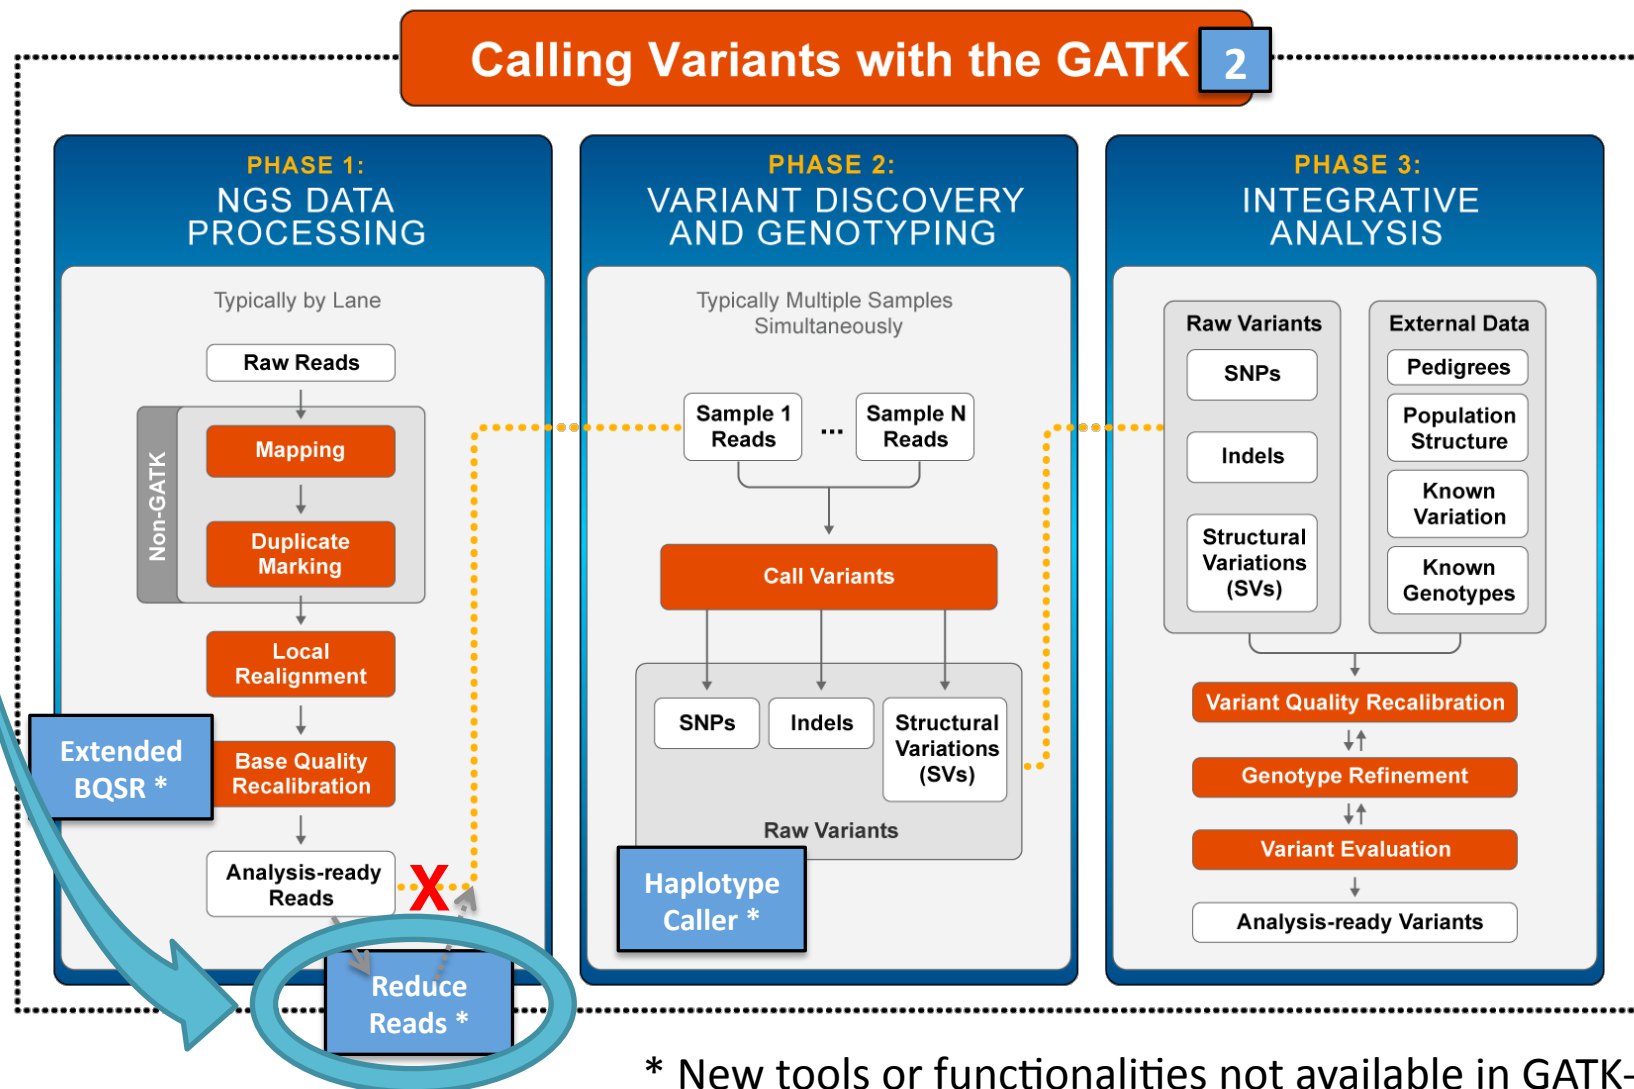 Calling Variants with the GATK 2
PHASE 1:
NGS DATA
PROCESSING
Typically by Lane
Raw Reads
Non-GATK
Mapping
Duplicate
Marking
Local
Realignment
Extended
BQSR *
Base Quality
Recalibration
Analysis-ready
Reads
X
Reduce
Reads *
PHASE 2:
VARIANT DISCOVERY
AND GENOTYPING
Typically Multiple Samples
Simultaneously
Sample 1
Reads
...
Sample N
Reads
Call Variants
SNPs
Indels
Structural
Variations
(SVs)
Raw Variants
Haplotype
Caller *
PHASE 3:
INTEGRATIVE
ANALYSIS
Raw Variants
SNPs
Indels
Structural
Variations
(SVs)
External Data
Pedigrees
Population
Structure
Known
Variation
Known
Genotypes
Variant Quality Recalibration
Genotype Refinement
Variant Evaluation
Analysis-ready Variants
* New tools or functionalities not available in GATK-